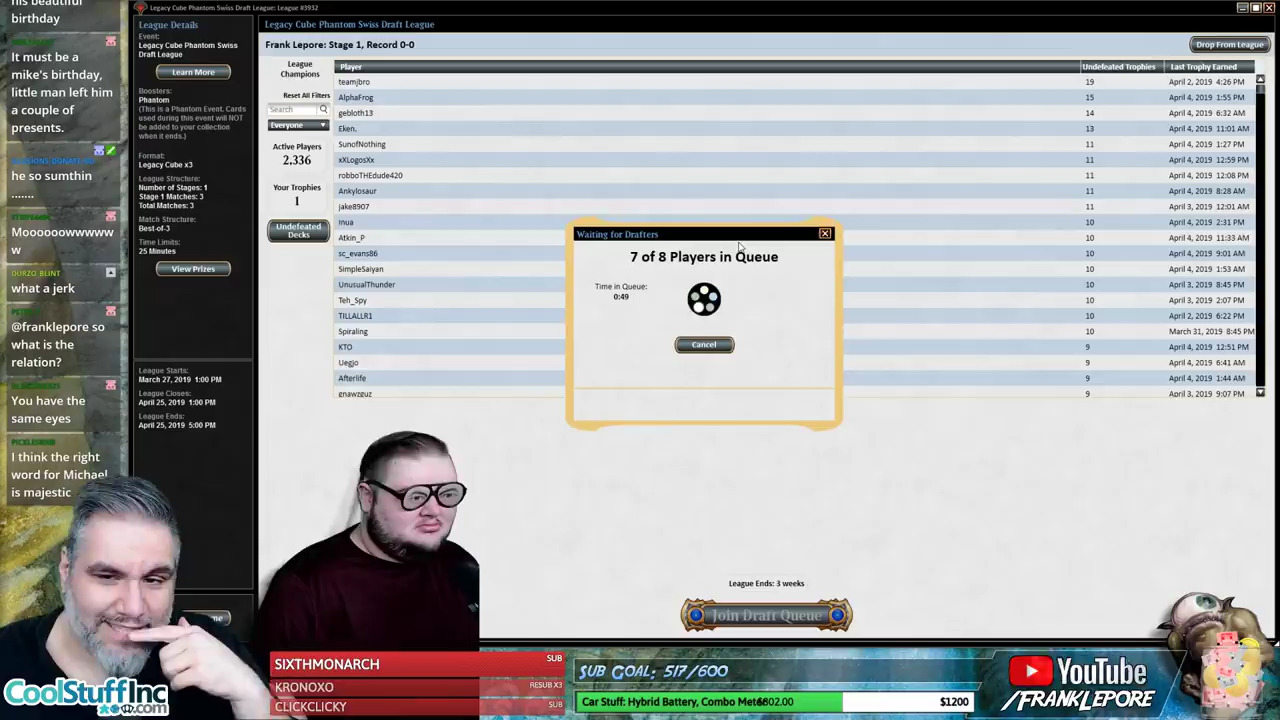 his beautiful
birthday
It must be a
mike's birthday,
little man left him
a couple of
presents.
he so sumthin
.......
Mooooooowwwww
w
DURZO_BLINT
what a jerk
@franklepore so
what is the
relation?
You have the
same eyes
I think the right
word for Michael
is majestic
Legacy Cube Phantom Swiss Draft League: League #3932
League Details
Event:
Legacy Cube Phantom Swiss
Draft League
Learn More
Boosters:
Phantom
(This is a Phantom Event. Cards
used during this event will NOT
be added to your collection
when it ends.)
Format:
Legacy Cube x3
League Structure:
Number of Stages: 1
Stage 1 Matches: 3
Total Matches: 3
Match Structure:
Best-of-3
Time Limits:
25 Minutes
View Prizes
League Starts:
March 27, 2019 1:00 PM
League Closes:
April 25, 2019 1:00 PM
League Ends:
April 25, 2019 5:00 PM
Legacy Cube Phantom Swiss Draft League
Frank Lepore: Stage 1, Record 0-0
Drop From League
League
Champions
Reset All Filters
Search
Everyone
Active Players
2,336
Your Trophies
1
Undefeated
Decks
Player Undefeated Trophies Last Trophy Earned
teamjbro 19 April 2, 2019 4:26 PM
AlphaFrog 15 April 4, 2019 1:55 PM
gebloth13 14 April 4, 2019 6:32 AM
Eken. 13 April 4, 2019 11:01 AM
SunofNothing 11 April 4, 2019 1:27 PM
xXLogosXx 11 April 4, 2019 12:59 PM
robboTHEdude420 11 April 4, 2019 12:08 PM
Ankylosaur 11 April 4, 2019 8:28 AM
jake8907 11 April 3, 2019 12:01 AM
Inua 10 April 4, 2019 2:31 PM
Atkin_P 10 April 4, 2019 11:33 AM
sc_evans86 10 April 4, 2019 9:01 AM
SimpleSaiyan 10 April 4, 2019 1:53 AM
UnusualThunder 10 April 3, 2019 8:45 PM
Teh_Spy 10 April 3, 2019 2:07 PM
TILLALLR1 10 April 2, 2019 6:22 PM
Spiraling 10 March 31, 2019 8:45 PM
KTO 9 April 4, 2019 12:51 PM
Uegjo 9 April 4, 2019 6:41 AM
Afterlife 9 April 4, 2019 1:44 AM
gnawzguz 9 April 3, 2019 9:07 PM
Waiting for Drafters
7 of 8 Players in Queue
Time in Queue:
0:49
Cancel
League Ends: 3 weeks
Join Draft Queue
SIXTHMONARCH SUB
KRONOXO RESUB X3
CLICKCLICKY SUB
SUB GOAL: 517/600
Car Stuff: Hybrid Battery, Combo Meter $1200
YouTube
/FRANKLEPORE
CoolStuffInc
.com